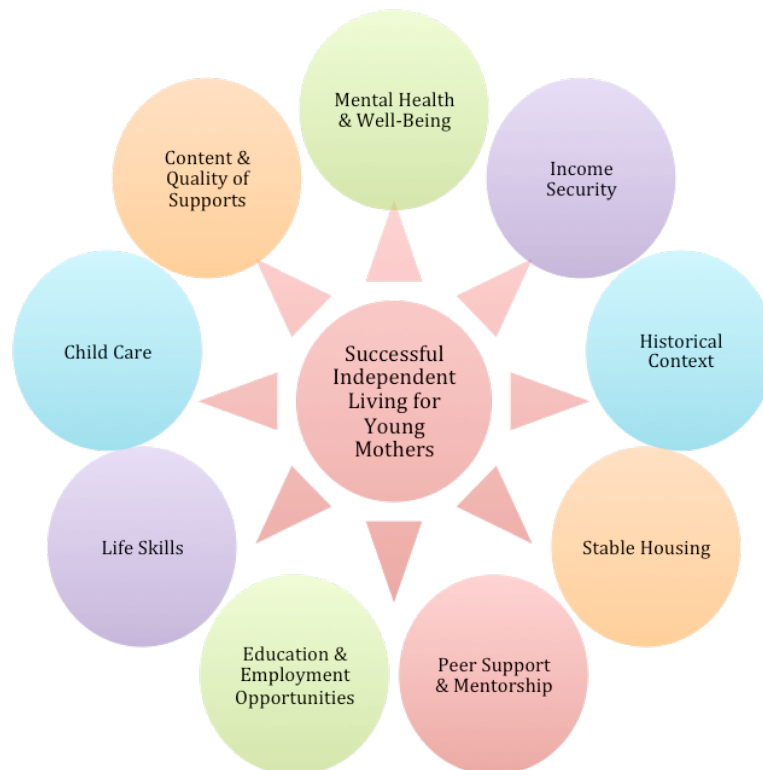 Mental Health
& Well-Being
Income
Security
Historical
Context
Stable Housing
Peer Support
& Mentorship
Education &
Employment
Opportunities
Life Skills
Child Care
Content &
Quality of
Supports
Successful
Independent
Living for
Young
Mothers